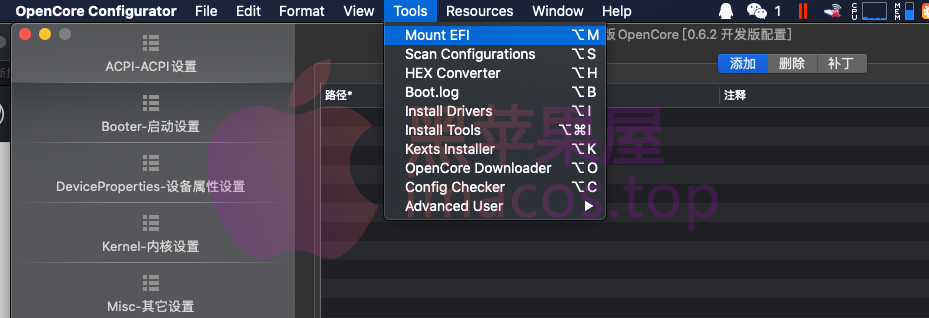 OpenCore Configurator File Edit Format View Tools Resources Window Help 1 CPU MEM
版 OpenCore [0.6.2 开发版配置]
添加 删除 补丁
路径* 注释
ACPI-ACPI设置
Booter-启动设置
DeviceProperties-设备属性设置
Kernel-内核设置
Misc-其它设置
Mount EFI ⌥M
Scan Configurations ⌥S
HEX Converter ⌥H
Boot.log ⌥B
Install Drivers ⌥I
Install Tools ⌥⌘I
Kexts Installer ⌥K
OpenCore Downloader ⌥O
Config Checker ⌥C
Advanced User ▶
黑苹果屋
imacos.top